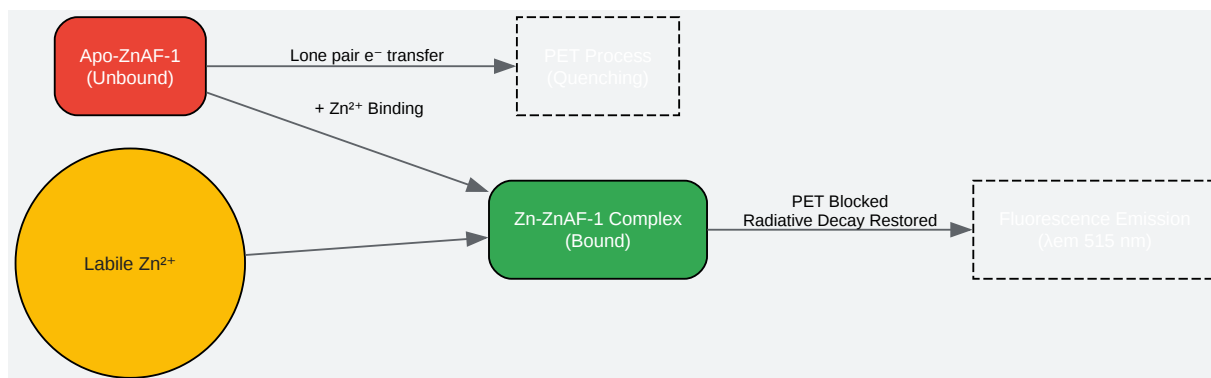 Apo-ZnAF-1
(Unbound)
Lone pair e⁻ transfer
PET Process
(Quenching)
+ Zn²⁺ Binding
Labile Zn²⁺
Zn-ZnAF-1 Complex
(Bound)
PET Blocked
Radiative Decay Restored
Fluorescence Emission
(λem 515 nm)